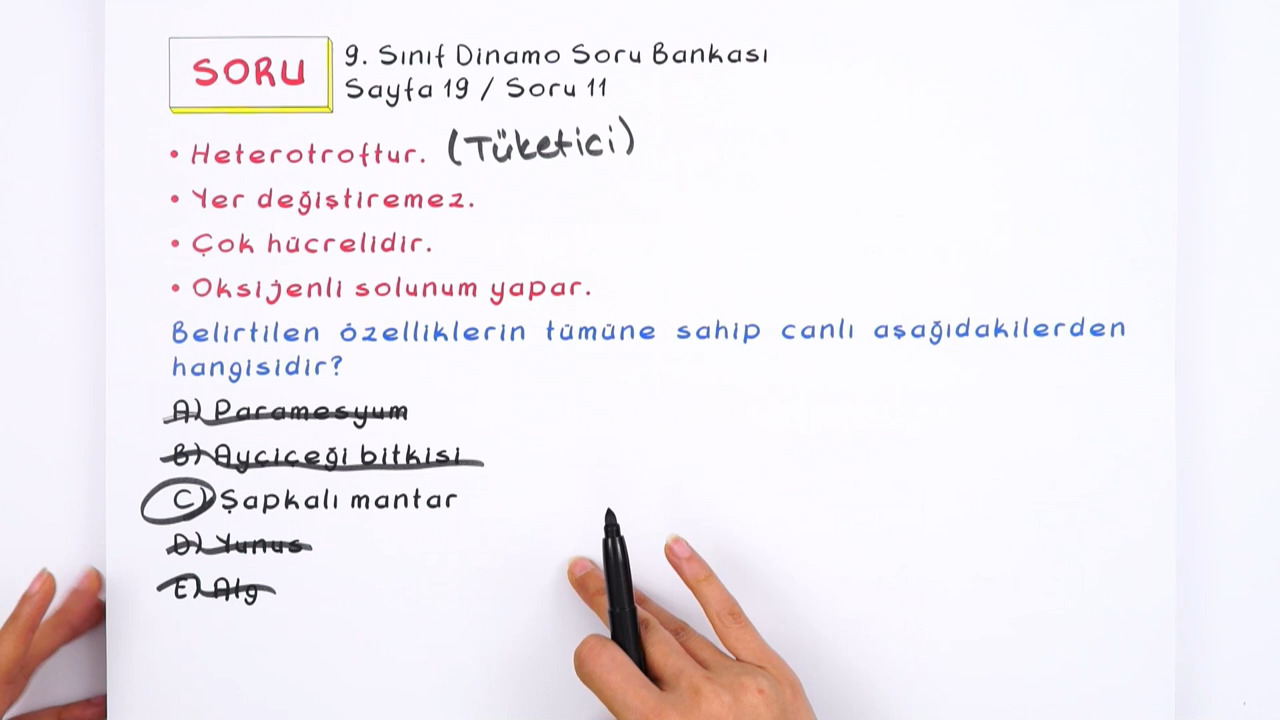 SORU
9. Sınıf Dinamo Soru Bankası
Sayfa 19 / Soru 11
• Heterotroftur. (Tüketici)
• Yer değiştiremez.
• Çok hücrelidir.
• Oksijenli solunum yapar.
Belirtilen özelliklerin tümüne sahip canlı aşağıdakilerden
hangisidir?
A) Paramesyum
B) Ayçiçeği bitkisi
C) Şapkalı mantar
D) Yunus
E) Alg